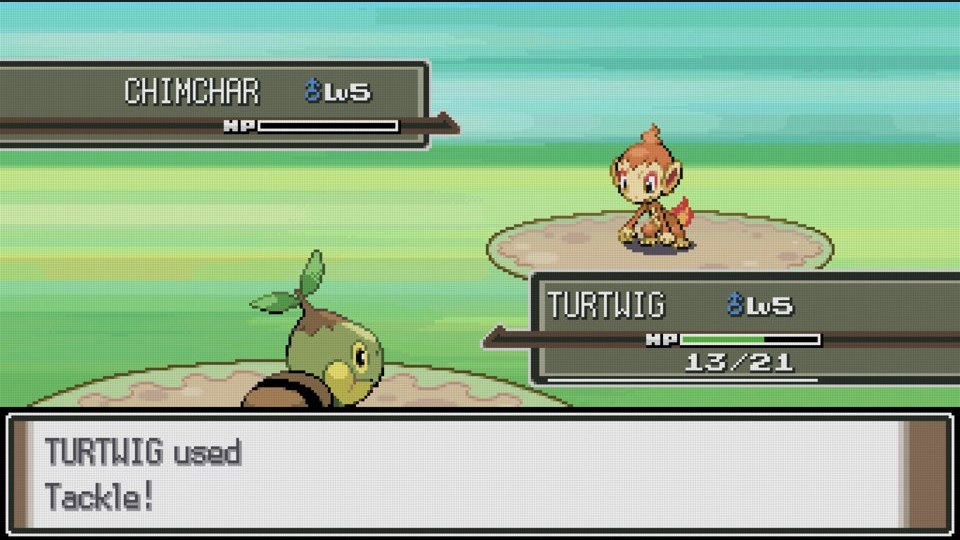 CHIMCHAR ♂Lv5
HP
TURTWIG ♂Lv5
HP
13/21
TURTWIG used
Tackle!